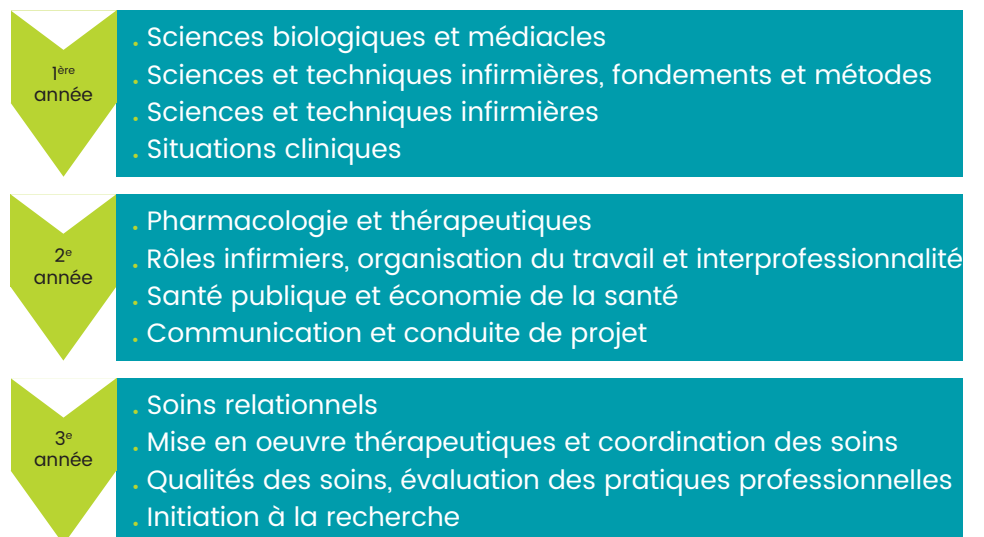 1ère
année
. Sciences biologiques et médiacles
. Sciences et techniques infirmières, fondements et métodes
. Sciences et techniques infirmières
. Situations cliniques
2e
année
. Pharmacologie et thérapeutiques
. Rôles infirmiers, organisation du travail et interprofessionnalité
. Santé publique et économie de la santé
. Communication et conduite de projet
3e
année
. Soins relationnels
. Mise en oeuvre thérapeutiques et coordination des soins
. Qualités des soins, évaluation des pratiques professionnelles
. Initiation à la recherche